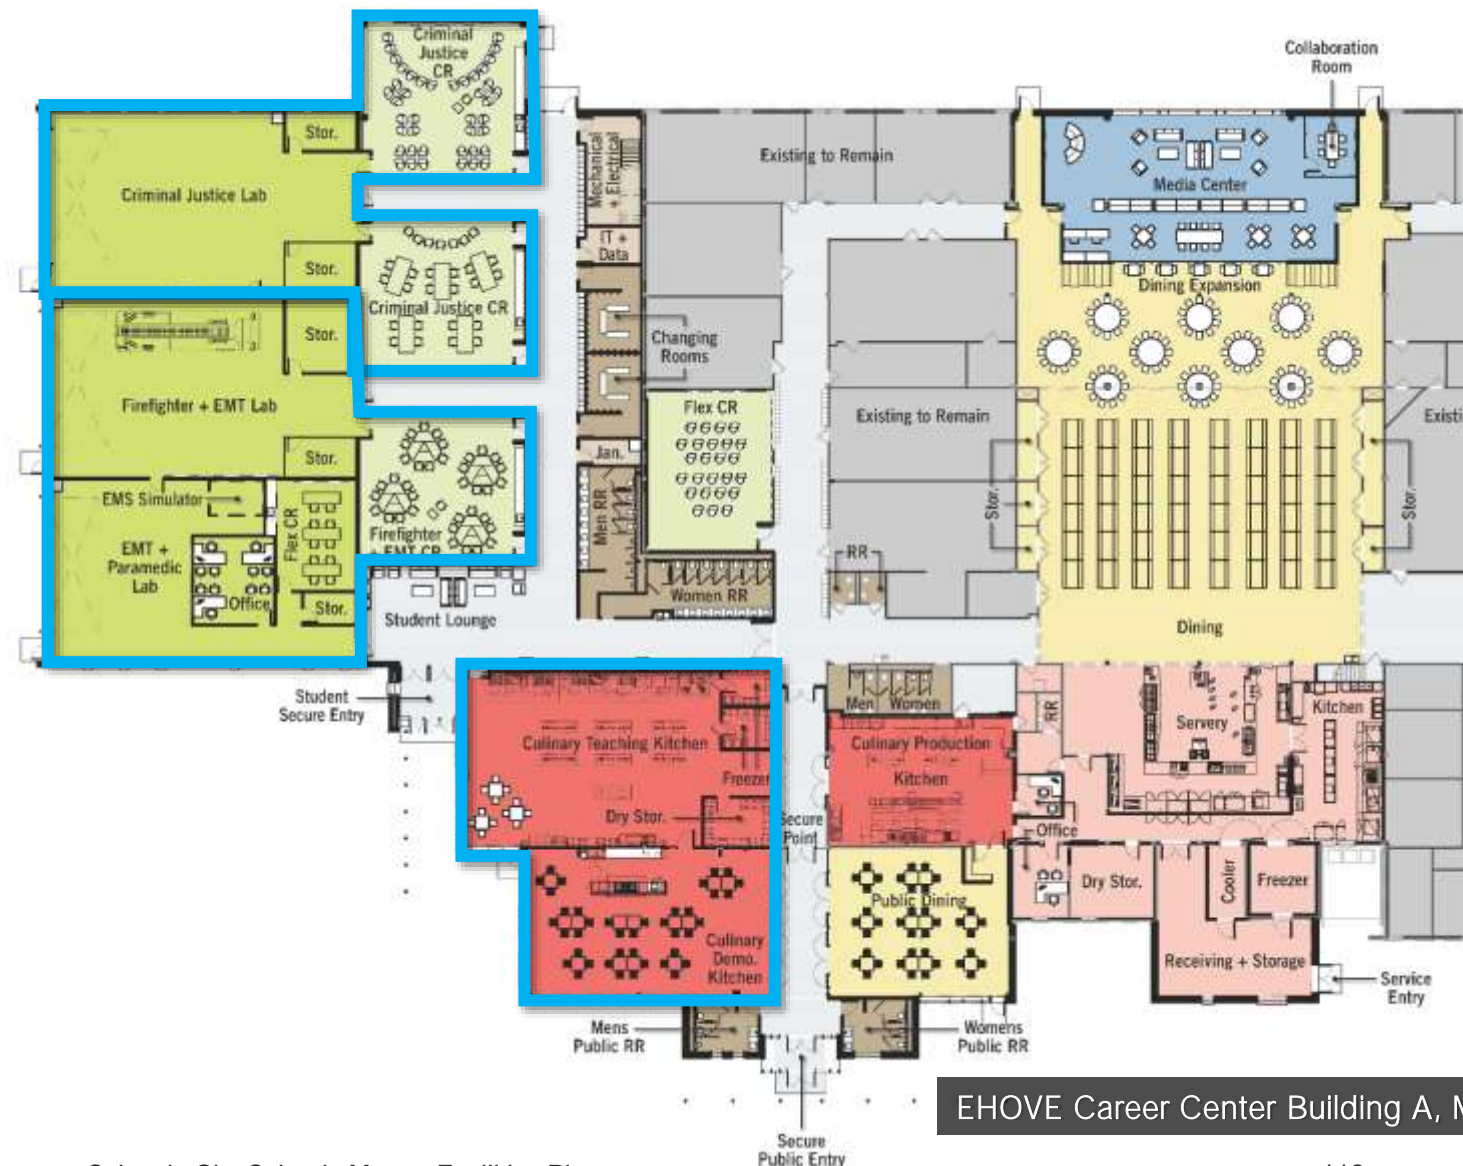 Criminal
Justice
CR
Collaboration
Room
Stor.
Criminal Justice Lab
Stor.
Mechanical
+ Electrical
Existing to Remain
Media Center
IT +
Data
Criminal Justice CR
Dining Expansion
Stor.
Changing
Rooms
Firefighter + EMT Lab
Flex CR
Existing to Remain
Stor.
Jan.
EMS Simulator
Flex CR
Men RR
Stor.
Stor.
Firefighter
+ EMT CR
EMT +
Paramedic
Lab
RR
Office
Stor.
Women RR
Student Lounge
Dining
Student
Secure Entry
Men
Women
RR
Servery
Kitchen
Culinary Teaching Kitchen
Culinary Production
Kitchen
Freezer
Dry Stor.
Secure
Point
Office
Dry Stor.
Cooler
Freezer
Public Dining
Culinary
Demo.
Kitchen
Receiving + Storage
Service
Entry
Mens
Public RR
Womens
Public RR
EHOVE Career Center Building A,
Secure
Public Entry